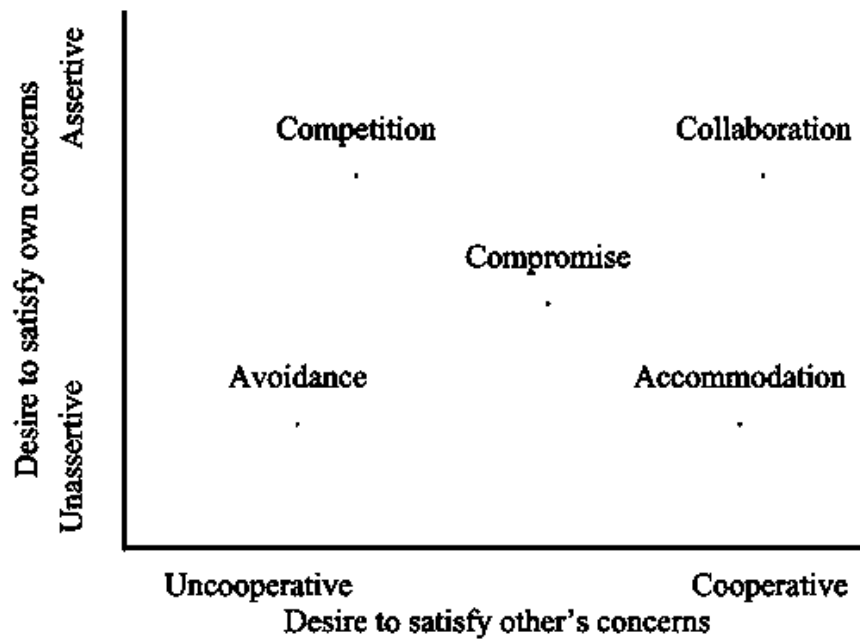 Desire to satisfy own concerns
Assertive
Unassertive
Competition
Collaboration
Compromise
Avoidance
Accommodation
Uncooperative
Cooperative
Desire to satisfy other's concerns